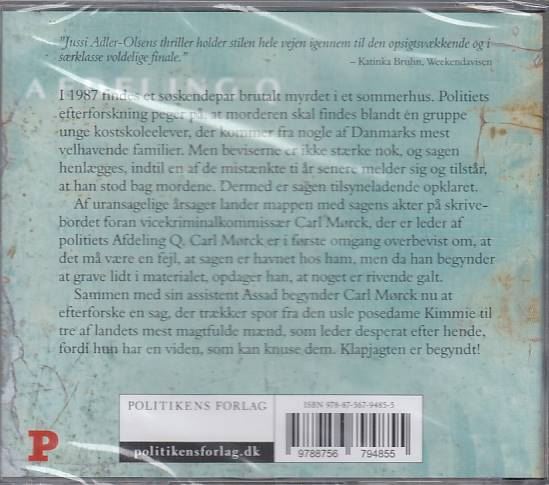 "Jussi Adler-Olsens thriller holder stilen hele vejen igennem til den opsigtsvækkende og i
særklasse voldelige finale."
– Katinka Bruhn, Weekendavisen
AFDELING Q
I 1987 findes et søskendepar brutalt myrdet i et sommerhus. Politiets
efterforskning peger på, at morderen skal findes blandt én gruppe
unge kostskoleelever, der kommer fra nogle af Danmarks mest
velhavende familier. Men beviserne er ikke stærke nok, og sagen
henlægges, indtil en af de mistænkte ti år senere melder sig og tilstår,
at han stod bag mordene. Dermed er sagen tilsyneladende opklaret.
Af uransagelige årsager lander mappen med sagens akter på skrive-
bordet foran vicekriminalkommissær Carl Mørck, der er leder af
politiets Afdeling Q. Carl Mørck er i første omgang overbevist om, at
det må være en fejl, at sagen er havnet hos ham, men da han begynder
at grave lidt i materialet, opdager han, at noget er rivende galt.
Sammen med sin assistent Assad begynder Carl Mørck nu at
efterforske en sag, der trækker spor fra den usle posedame Kimmie til
tre af landets mest magtfulde mænd, som leder desperat efter hende,
fordi hun har en viden, som kan knuse dem. Klapjagten er begyndt!
P
POLITIKENS FORLAG
politikensforlag.dk
ISBN 978-87-567-9485-5
9788756 794855